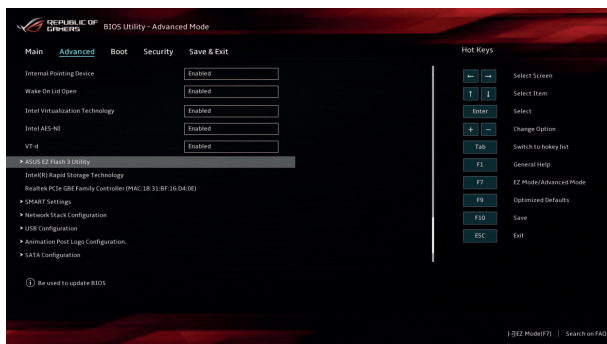 REPUBLIC OF GAMERS BIOS Utility - Advanced Mode
Main Advanced Boot Security Save & Exit
Hot Keys
Internal Pointing Device Enabled
Wake On Lid Open Enabled
Intel Virtualization Technology Enabled
Intel AES-NI Enabled
VT-d Enabled
> ASUS EZ Flash 3 Utility
Intel(R) Rapid Storage Technology
Realtek PCIe GBE Family Controller (MAC:18:31:BF:16:D4:0E)
> SMART Settings
> Network Stack Configuration
> USB Configuration
> Animation Post Logo Configuration.
> SATA Configuration
i Be used to update BIOS
← → Select Screen
↑ ↓ Select Item
Enter Select
+ − Change Option
Tab Switch to hokey list
F1 General Help
F7 EZ Mode/Advanced Mode
F9 Optimized Defaults
F10 Save
ESC Exit
EZ Mode(F7) | Search on FAQ